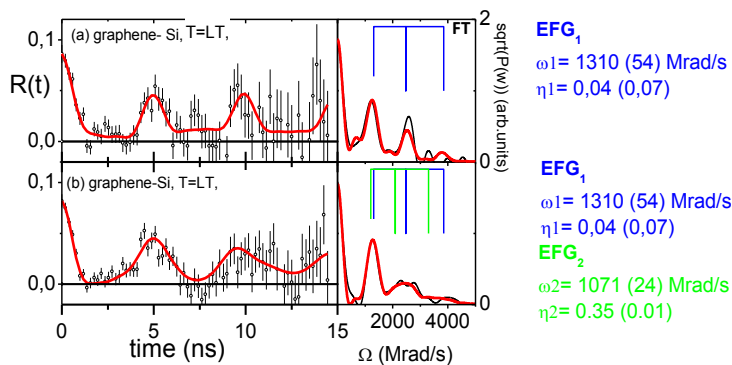 (a) graphene- Si, T=LT,
FT
0,1
R(t)
0,0
2
sqrt(P(w)) (arb.units)
0
EFG₁
ω1= 1310 (54) Mrad/s
η1= 0,04 (0,07)
(b) graphene-Si, T=LT,
0,1
0,0
0
EFG₁
ω1= 1310 (54) Mrad/s
η1= 0,04 (0,07)
EFG₂
ω2= 1071 (24) Mrad/s
η2= 0.35 (0.01)
0 5 10 15 2000 4000
time (ns)
Ω (Mrad/s)